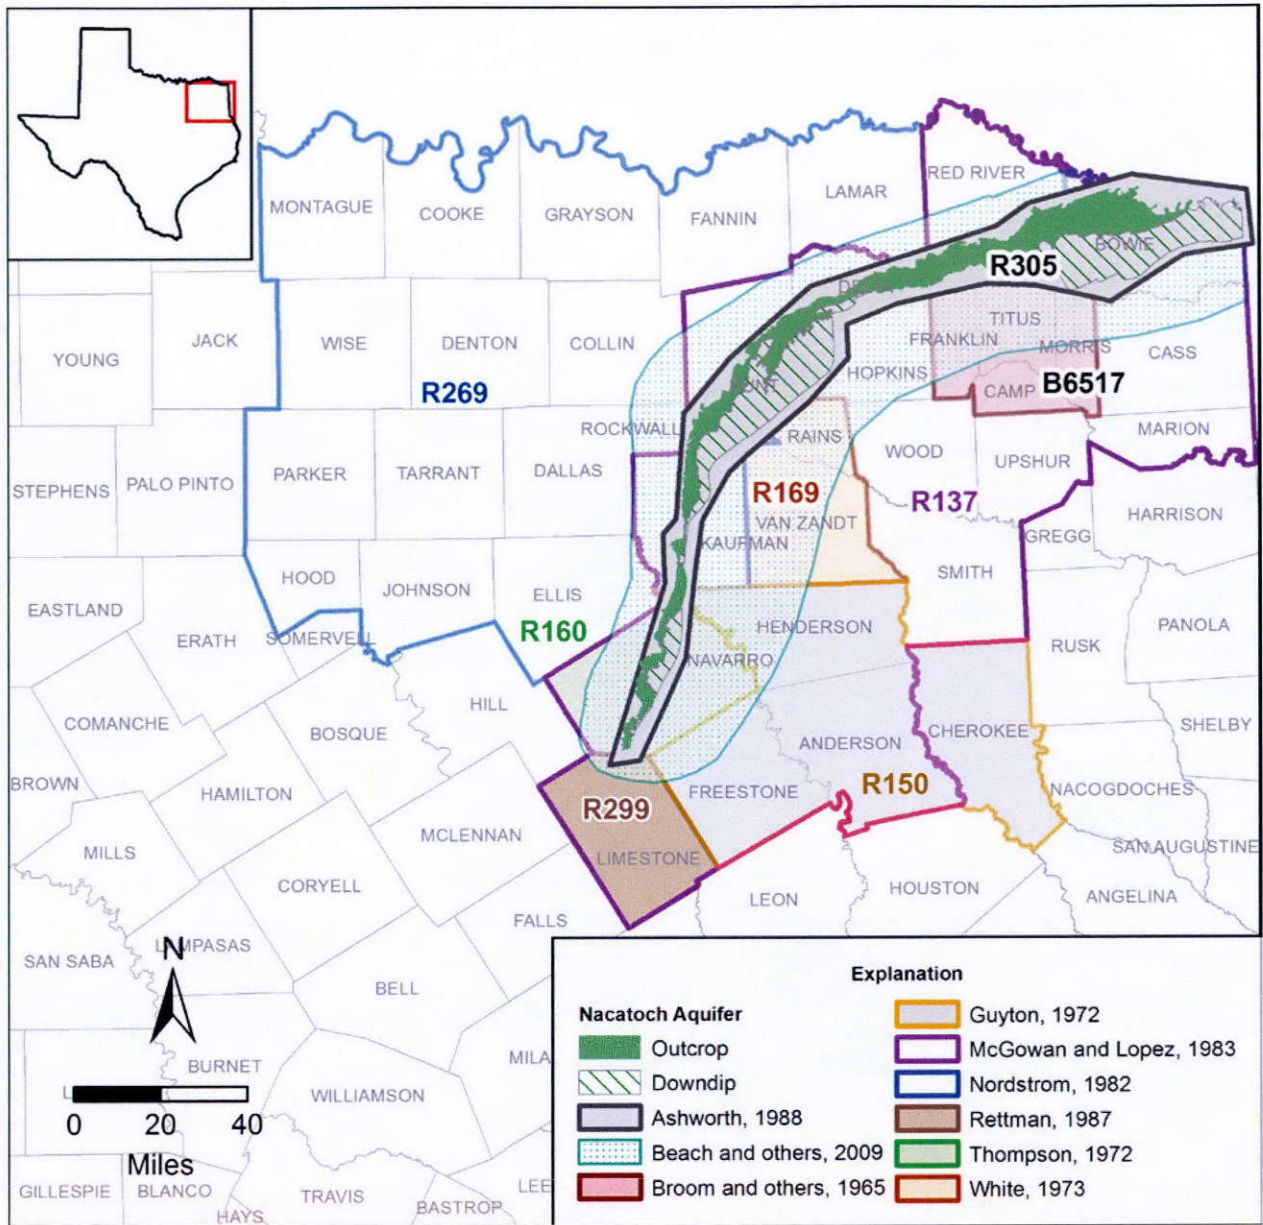 RED RIVER
LAMAR
MONTAGUE
COOKE
GRAYSON
FANNIN
BOWIE
R305
JACK
WISE
DENTON
COLLIN
YOUNG
TITUS
FRANKLIN
MORRIS
CASS
HOPKINS
R269
B6517
CAMP
ROCKWALL
RAINS
MARION
WOOD
UPSHUR
PARKER
TARRANT
DALLAS
STEPHENS
PALO PINTO
R169
R137
HARRISON
VAN ZANDT
KAUFMAN
GREGG
HOOD
JOHNSON
ELLIS
SMITH
EASTLAND
ERATH
SOMERVELL
R160
HENDERSON
PANOLA
RUSK
NAVARRO
COMANCHE
HILL
BOSQUE
SHELBY
ANDERSON
CHEROKEE
BROWN
HAMILTON
FREESTONE
R150
NACOGDOCHES
R299
MCLENNAN
MILLS
LIMESTONE
SAN AUGUSTINE
CORYELL
LEON
HOUSTON
ANGELINA
FALLS
LAMPASAS
N
SAN SABA
BELL
BURNET
MILA
WILLIAMSON
0 20 40
Miles
GILLESPIE
BLANCO
HAYS
TRAVIS
BASTROP
LEE
Explanation
Nacatoch Aquifer
Outcrop
Downdip
Ashworth, 1988
Beach and others, 2009
Broom and others, 1965
Guyton, 1972
McGowan and Lopez, 1983
Nordstrom, 1982
Rettman, 1987
Thompson, 1972
White, 1973